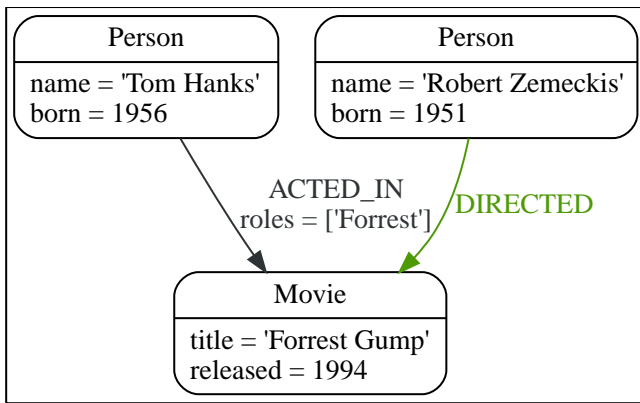 Person
name = 'Tom Hanks'
born = 1956
Person
name = 'Robert Zemeckis'
born = 1951
ACTED_IN
roles = ['Forrest']
DIRECTED
Movie
title = 'Forrest Gump'
released = 1994